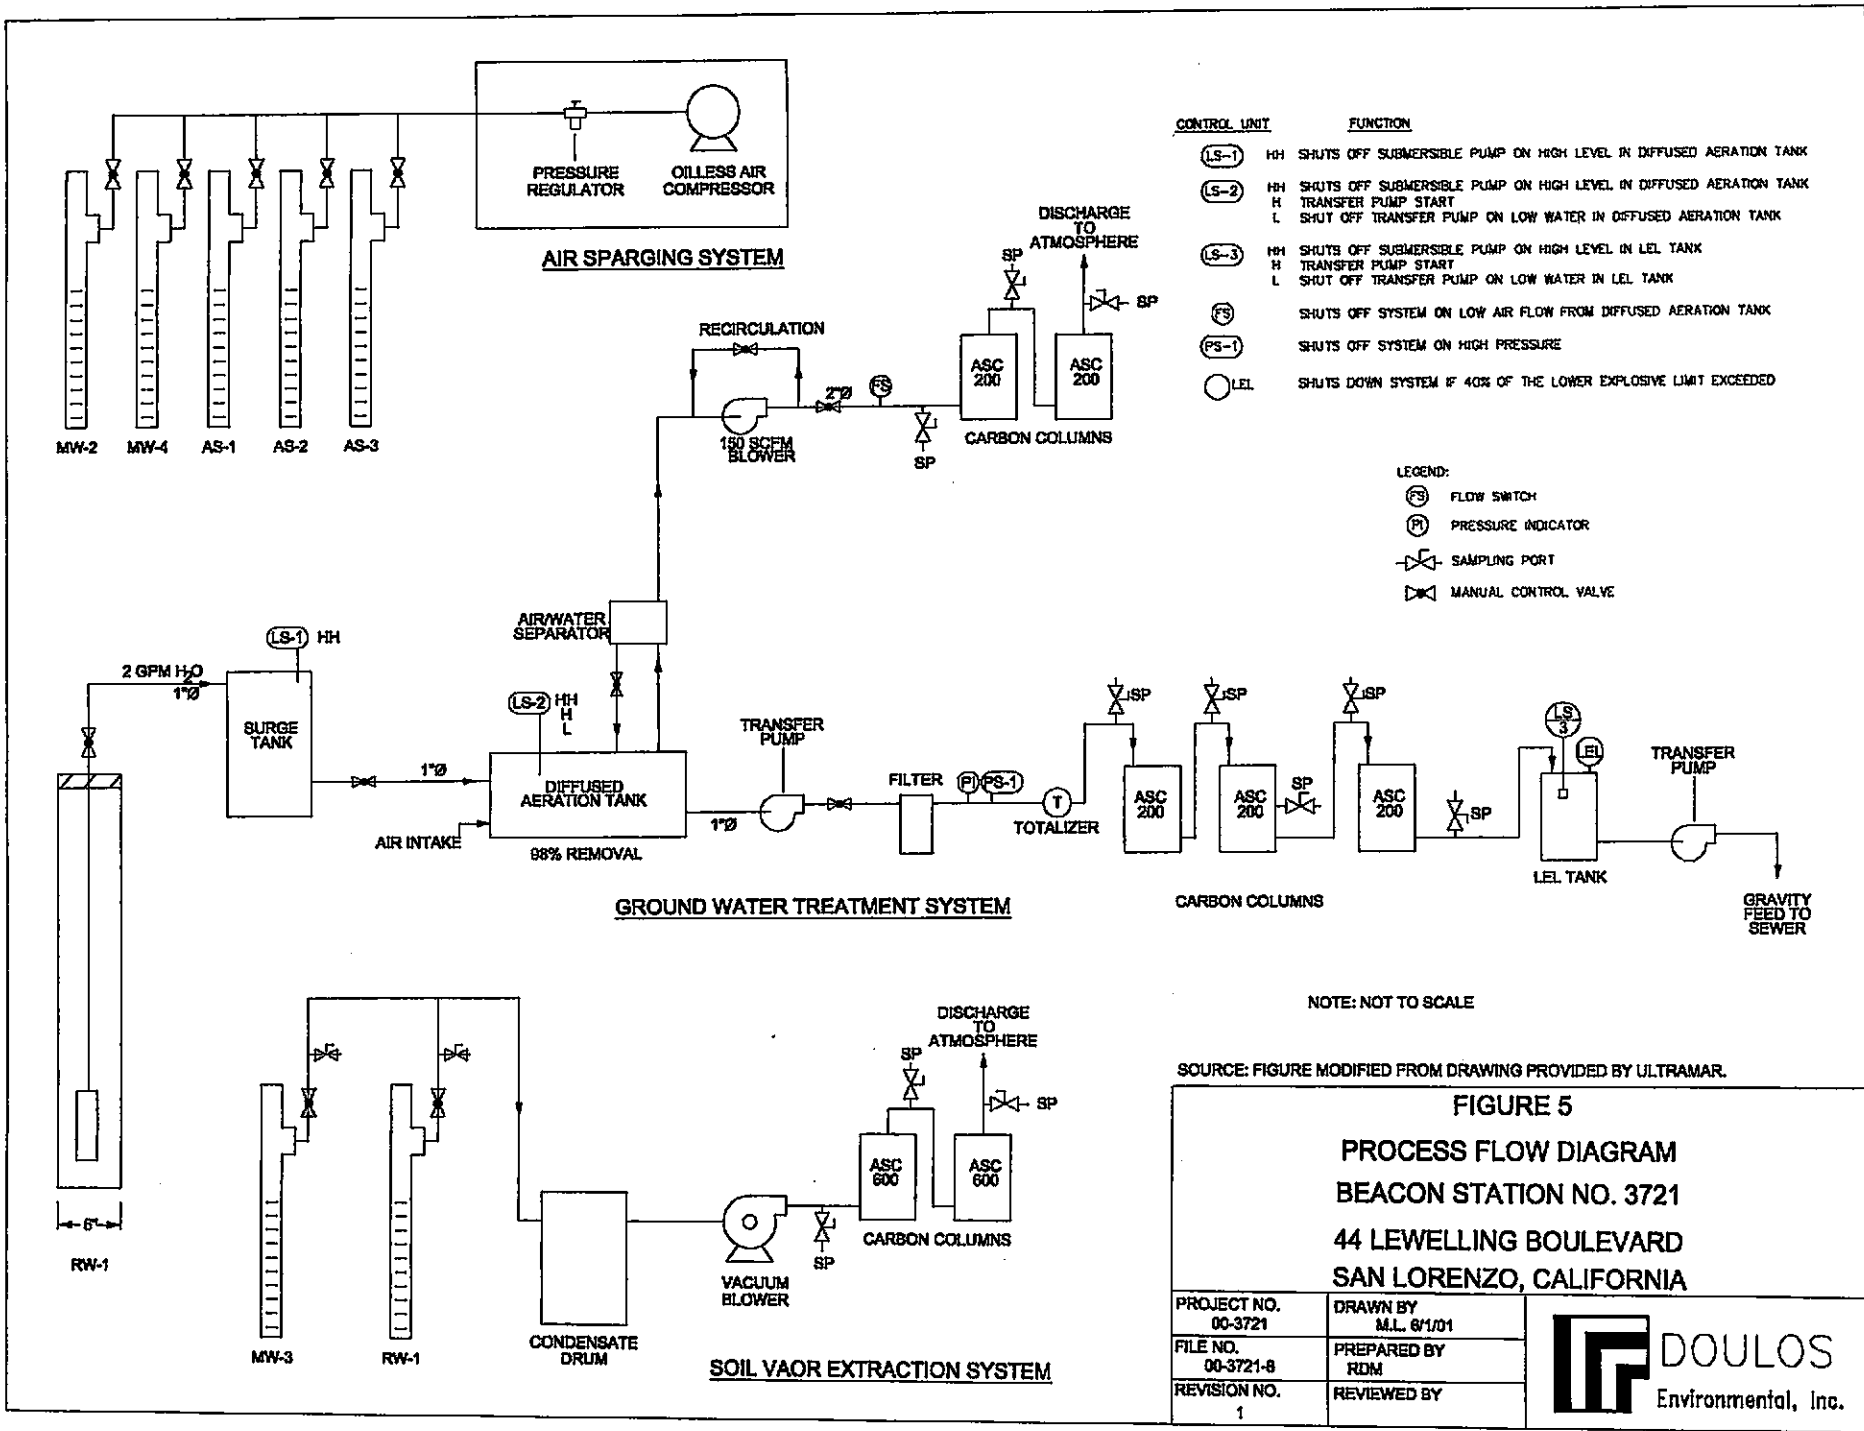 PRESSURE
REGULATOR
OILLESS AIR
COMPRESSOR
AIR SPARGING SYSTEM
MW-2
MW-4
AS-1
AS-2
AS-3
CONTROL UNIT
FUNCTION
LS-1 HH SHUTS OFF SUBMERSIBLE PUMP ON HIGH LEVEL IN DIFFUSED AERATION TANK
LS-2 HH SHUTS OFF SUBMERSIBLE PUMP ON HIGH LEVEL IN DIFFUSED AERATION TANK
H TRANSFER PUMP START
L SHUT OFF TRANSFER PUMP ON LOW WATER IN DIFFUSED AERATION TANK
LS-3 HH SHUTS OFF SUBMERSIBLE PUMP ON HIGH LEVEL IN LEL TANK
H TRANSFER PUMP START
L SHUT OFF TRANSFER PUMP ON LOW WATER IN LEL TANK
FS SHUTS OFF SYSTEM ON LOW AIR FLOW FROM DIFFUSED AERATION TANK
PS-1 SHUTS OFF SYSTEM ON HIGH PRESSURE
LEL SHUTS DOWN SYSTEM IF 40% OF THE LOWER EXPLOSIVE LIMIT EXCEEDED
LEGEND:
FS FLOW SWITCH
PI PRESSURE INDICATOR
SAMPLING PORT
MANUAL CONTROL VALVE
DISCHARGE
TO
ATMOSPHERE
SP
SP
RECIRCULATION
2"Ø
FS
SP
ASC
200
ASC
200
CARBON COLUMNS
150 SCFM
BLOWER
AIR/WATER
SEPARATOR
LS-1 HH
2 GPM H2O
1"Ø
SURGE
TANK
1"Ø
LS-2 HH
H
L
DIFFUSED
AERATION TANK
AIR INTAKE
98% REMOVAL
1"Ø
TRANSFER
PUMP
FILTER
PI
PS-1
T
TOTALIZER
SP
SP
SP
ASC
200
ASC
200
SP
ASC
200
SP
CARBON COLUMNS
LS
3
LEL
LEL TANK
TRANSFER
PUMP
GRAVITY
FEED TO
SEWER
GROUND WATER TREATMENT SYSTEM
6"
RW-1
MW-3
RW-1
CONDENSATE
DRUM
VACUUM
BLOWER
SP
SP
DISCHARGE
TO
ATMOSPHERE
SP
ASC
600
ASC
600
CARBON COLUMNS
SOIL VAOR EXTRACTION SYSTEM
NOTE: NOT TO SCALE
SOURCE: FIGURE MODIFIED FROM DRAWING PROVIDED BY ULTRAMAR.
FIGURE 5
PROCESS FLOW DIAGRAM
BEACON STATION NO. 3721
44 LEWELLING BOULEVARD
SAN LORENZO, CALIFORNIA
PROJECT NO.
00-3721
DRAWN BY
M.L. 6/1/01
FILE NO.
00-3721-8
PREPARED BY
RDM
REVISION NO.
1
REVIEWED BY
DOULOS
Environmental, Inc.